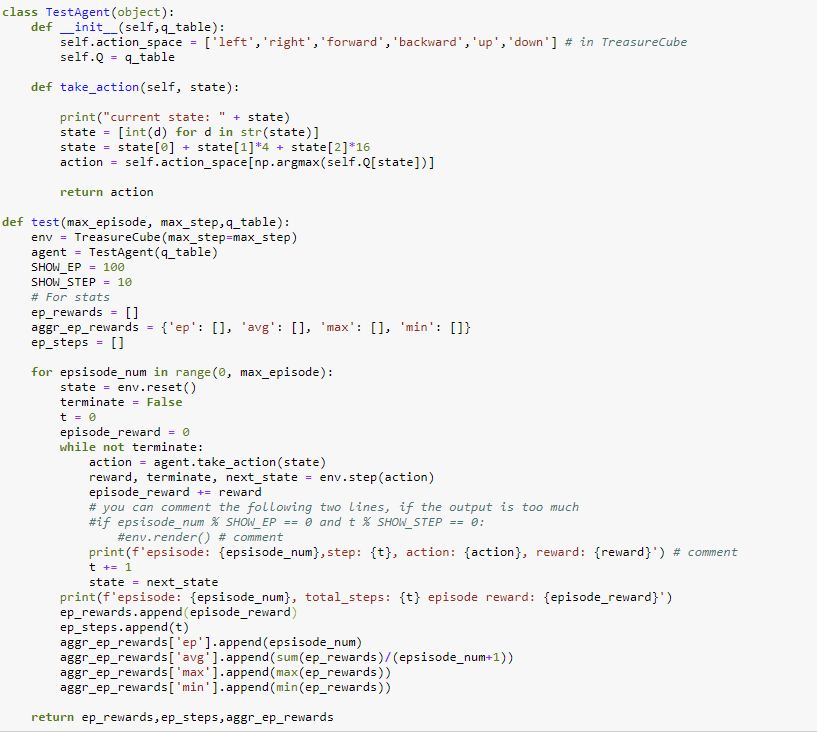 class TestAgent(object):
    def __init__(self,q_table):
        self.action_space = ['left','right','forward','backward','up','down'] # in TreasureCube
        self.Q = q_table

    def take_action(self, state):

        print("current state: " + state)
        state = [int(d) for d in str(state)]
        state = state[0] + state[1]*4 + state[2]*16
        action = self.action_space[np.argmax(self.Q[state])]

        return action

def test(max_episode, max_step,q_table):
    env = TreasureCube(max_step=max_step)
    agent = TestAgent(q_table)
    SHOW_EP = 100
    SHOW_STEP = 10
    # For stats
    ep_rewards = []
    aggr_ep_rewards = {'ep': [], 'avg': [], 'max': [], 'min': []}
    ep_steps = []

    for epsisode_num in range(0, max_episode):
        state = env.reset()
        terminate = False
        t = 0
        episode_reward = 0
        while not terminate:
            action = agent.take_action(state)
            reward, terminate, next_state = env.step(action)
            episode_reward += reward
            # you can comment the following two lines, if the output is too much
            #if epsisode_num % SHOW_EP == 0 and t % SHOW_STEP == 0:
                #env.render() # comment
            print(f'epsisode: {epsisode_num},step: {t}, action: {action}, reward: {reward}') # comment
            t += 1
            state = next_state
        print(f'epsisode: {epsisode_num}, total_steps: {t} episode reward: {episode_reward}')
        ep_rewards.append(episode_reward)
        ep_steps.append(t)
        aggr_ep_rewards['ep'].append(epsisode_num)
        aggr_ep_rewards['avg'].append(sum(ep_rewards)/(epsisode_num+1))
        aggr_ep_rewards['max'].append(max(ep_rewards))
        aggr_ep_rewards['min'].append(min(ep_rewards))

    return ep_rewards,ep_steps,aggr_ep_rewards